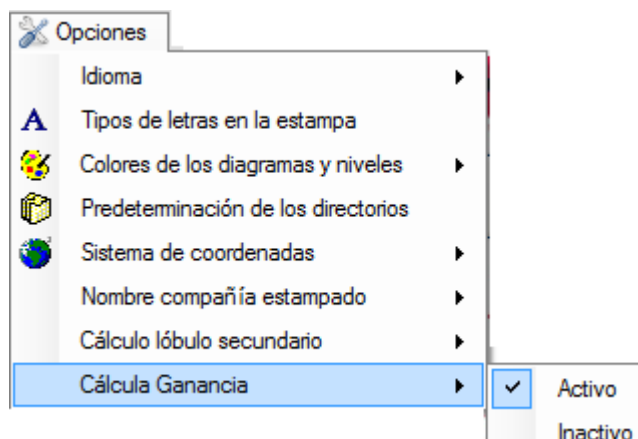 Opciones
Idioma
Tipos de letras en la estampa
Colores de los diagramas y niveles
Predeterminación de los directorios
Sistema de coordenadas
Nombre compañía estampado
Cálculo lóbulo secundario
Cálcula Ganancia
Activo
Inactivo